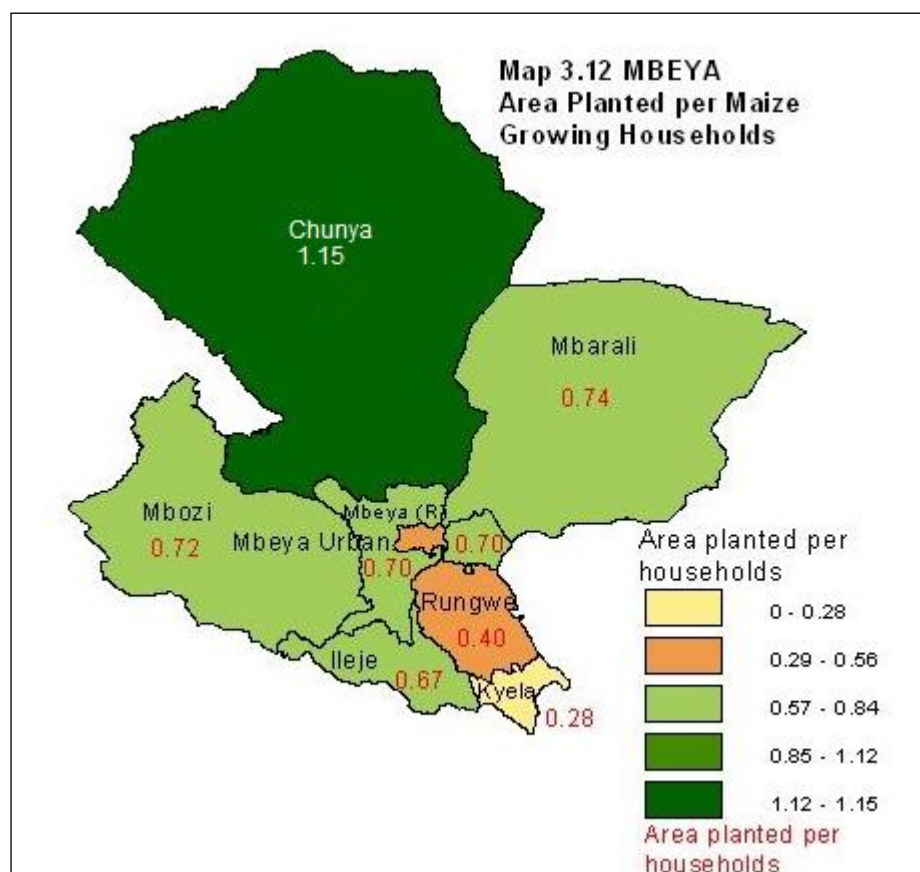 Map 3.12 MBEYA
Area Planted per Maize
Growing Households
Chunya
1.15
Mbarali
0.74
Mbozi
0.72
Mbeya (R)
Mbeya Urban
0.70
0.70
Rungwe
0.40
Ileje
0.67
Kyela
0.28
Area planted per
households
0 - 0.28
0.29 - 0.56
0.57 - 0.84
0.85 - 1.12
1.12 - 1.15
Area planted per
households